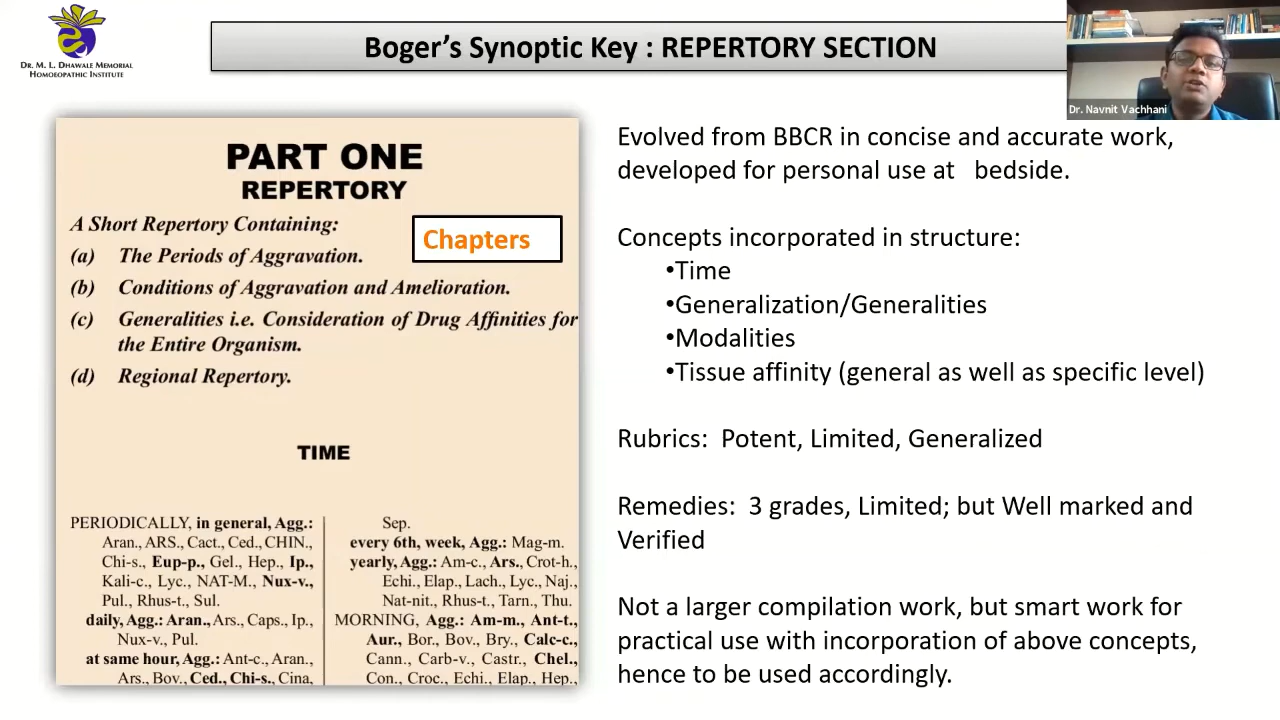 DR. M. L. DHAWALE MEMORIAL
HOMOEOPATHIC INSTITUTE
Boger's Synoptic Key : REPERTORY SECTION
Dr. Navnit Vachhani
PART ONE
REPERTORY
A Short Repertory Containing:
Chapters
(a) The Periods of Aggravation.
(b) Conditions of Aggravation and Amelioration.
(c) Generalities i.e. Consideration of Drug Affinities for
the Entire Organism.
(d) Regional Repertory.
TIME
PERIODICALLY, in general, Agg.:
Aran., ARS., Cact., Ced., CHIN.,
Chi-s., Eup-p., Gel., Hep., Ip.,
Kali-c., Lyc., NAT-M., Nux-v.,
Pul., Rhus-t., Sul.
daily, Agg.: Aran., Ars., Caps., Ip.,
Nux-v., Pul.
at same hour, Agg.: Ant-c., Aran.,
Ars., Bov., Ced., Chi-s., Cina,
Sep.
every 6th, week, Agg.: Mag-m.
yearly, Agg.: Am-c., Ars., Crot-h.,
Echi., Elap., Lach., Lyc., Naj.,
Nat-nit., Rhus-t., Tarn., Thu.
MORNING, Agg.: Am-m., Ant-t.,
Aur., Bor., Bov., Bry., Calc-c.,
Cann., Carb-v., Castr., Chel.,
Con., Croc., Echi., Elap., Hep.,
Evolved from BBCR in concise and accurate work,
developed for personal use at bedside.
Concepts incorporated in structure:
•Time
•Generalization/Generalities
•Modalities
•Tissue affinity (general as well as specific level)
Rubrics: Potent, Limited, Generalized
Remedies: 3 grades, Limited; but Well marked and
Verified
Not a larger compilation work, but smart work for
practical use with incorporation of above concepts,
hence to be used accordingly.